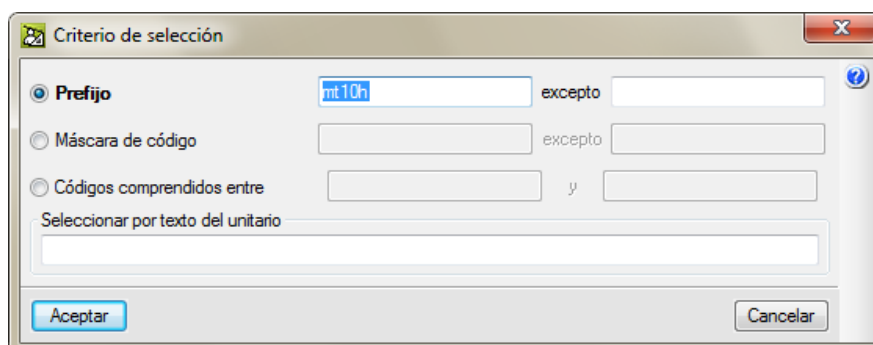 Criterio de selección
Prefijo mt10h excepto
Máscara de código excepto
Códigos comprendidos entre y
Seleccionar por texto del unitario
Aceptar Cancelar